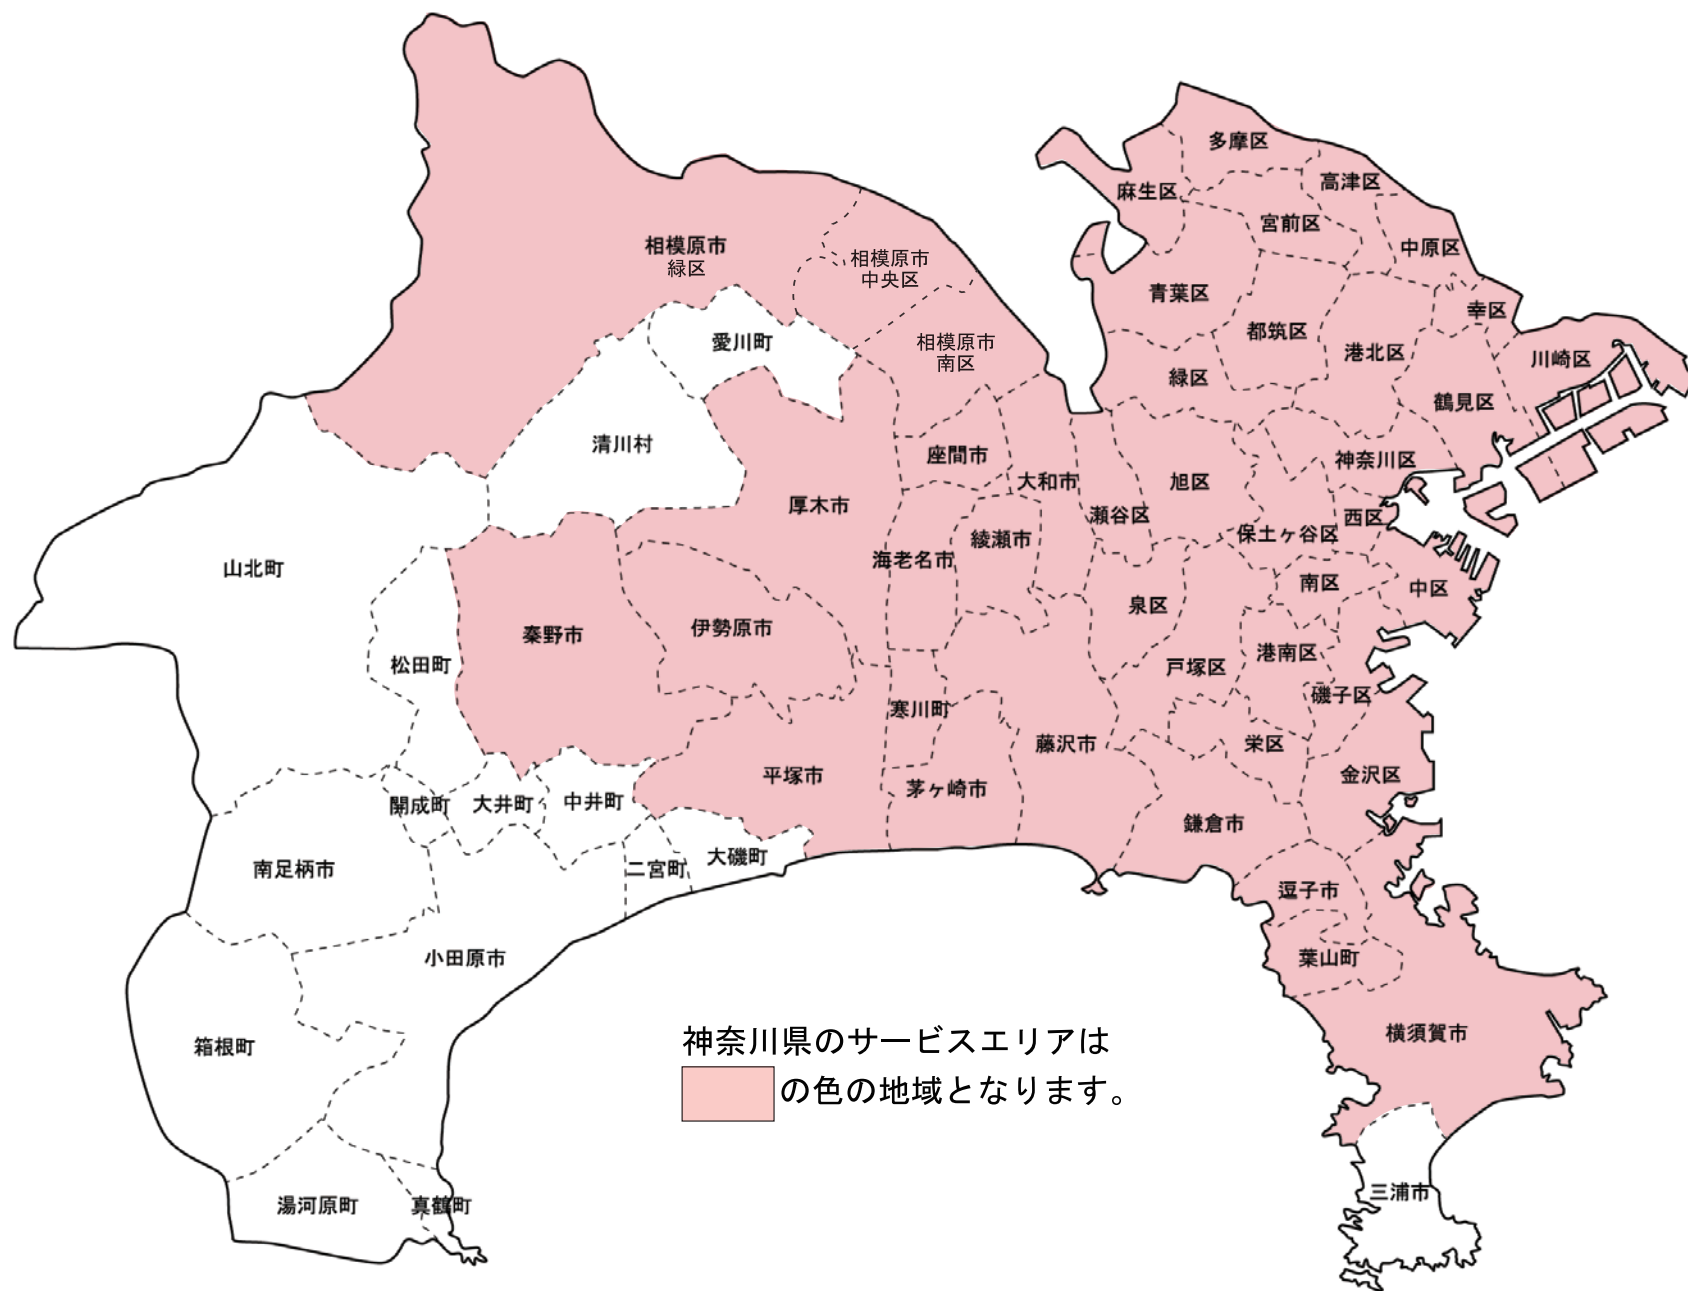 多摩区
麻生区
高津区
宮前区
中原区
相模原市
緑区
相模原市
中央区
青葉区
幸区
都筑区
愛川町
相模原市
南区
港北区
川崎区
緑区
鶴見区
清川村
座間市
神奈川区
大和市
旭区
厚木市
瀬谷区
西区
保土ヶ谷区
綾瀬市
海老名市
山北町
南区
中区
泉区
伊勢原市
秦野市
港南区
松田町
戸塚区
磯子区
寒川町
藤沢市
栄区
平塚市
金沢区
茅ヶ崎市
開成町
大井町
中井町
鎌倉市
大磯町
二宮町
南足柄市
逗子市
小田原市
葉山町
横須賀市
箱根町
神奈川県のサービスエリアは
の色の地域となります。
三浦市
湯河原町
真鶴町